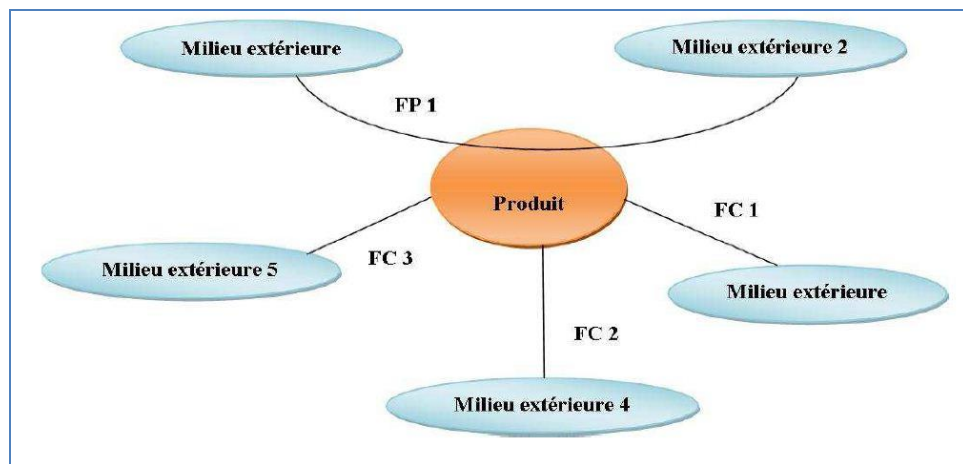 Milieu extérieure
Milieu extérieure 2
FP 1
Produit
FC 1
FC 3
Milieu extérieure 5
Milieu extérieure
FC 2
Milieu extérieure 4